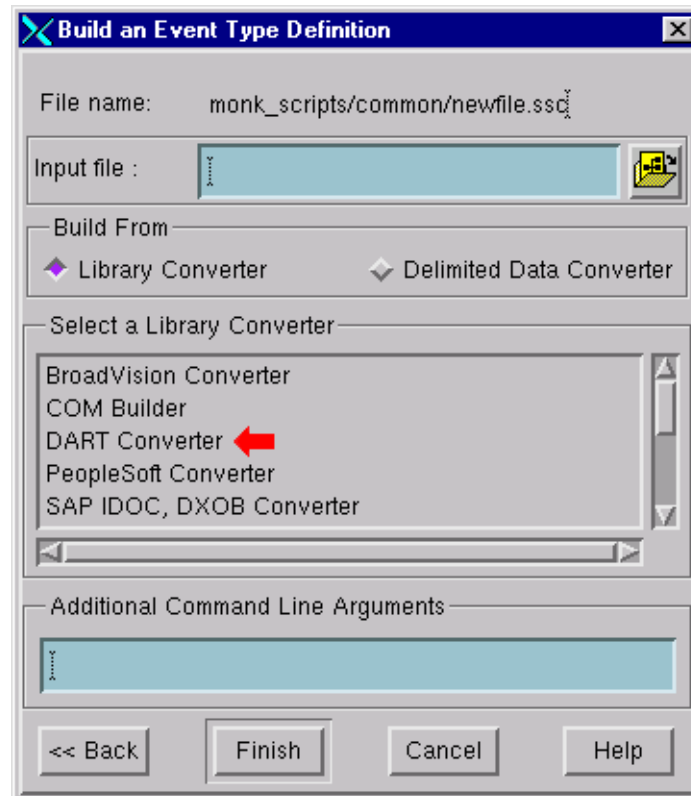 Build an Event Type Definition
File name: monk_scripts/common/newfile.ssc
Input file :
Build From
Library Converter Delimited Data Converter
Select a Library Converter
BroadVision Converter
COM Builder
DART Converter
PeopleSoft Converter
SAP IDOC, DXOB Converter
Additional Command Line Arguments
<< Back Finish Cancel Help